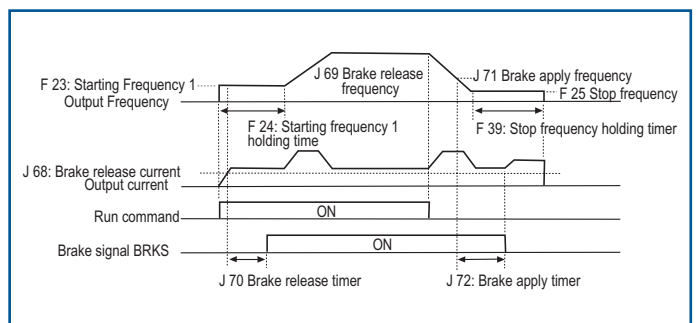 J 69 Brake release
frequency
J 71 Brake apply frequency
F 23: Starting Frequency 1
F 25 Stop frequency
Output Frequency
F 24: Starting frequency 1
holding time
F 39: Stop frequency holding timer
J 68: Brake release current
Output current
ON
Run command
ON
Brake signal BRKS
J 70 Brake release timer
J 72: Brake apply timer